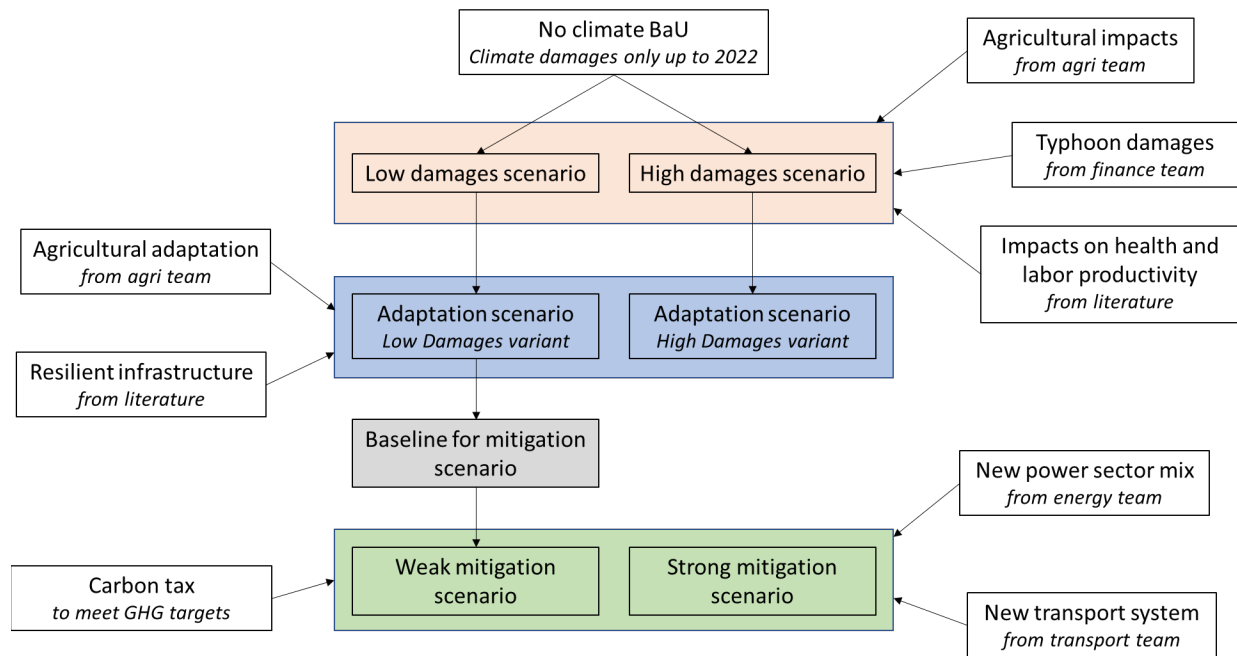 No climate BaU
Climate damages only up to 2022
Agricultural impacts
from agri team
Low damages scenario
High damages scenario
Typhoon damages
from finance team
Agricultural adaptation
from agri team
Impacts on health and
labor productivity
from literature
Adaptation scenario
Low Damages variant
Adaptation scenario
High Damages variant
Resilient infrastructure
from literature
Baseline for mitigation
scenario
New power sector mix
from energy team
Weak mitigation
scenario
Strong mitigation
scenario
Carbon tax
to meet GHG targets
New transport system
from transport team